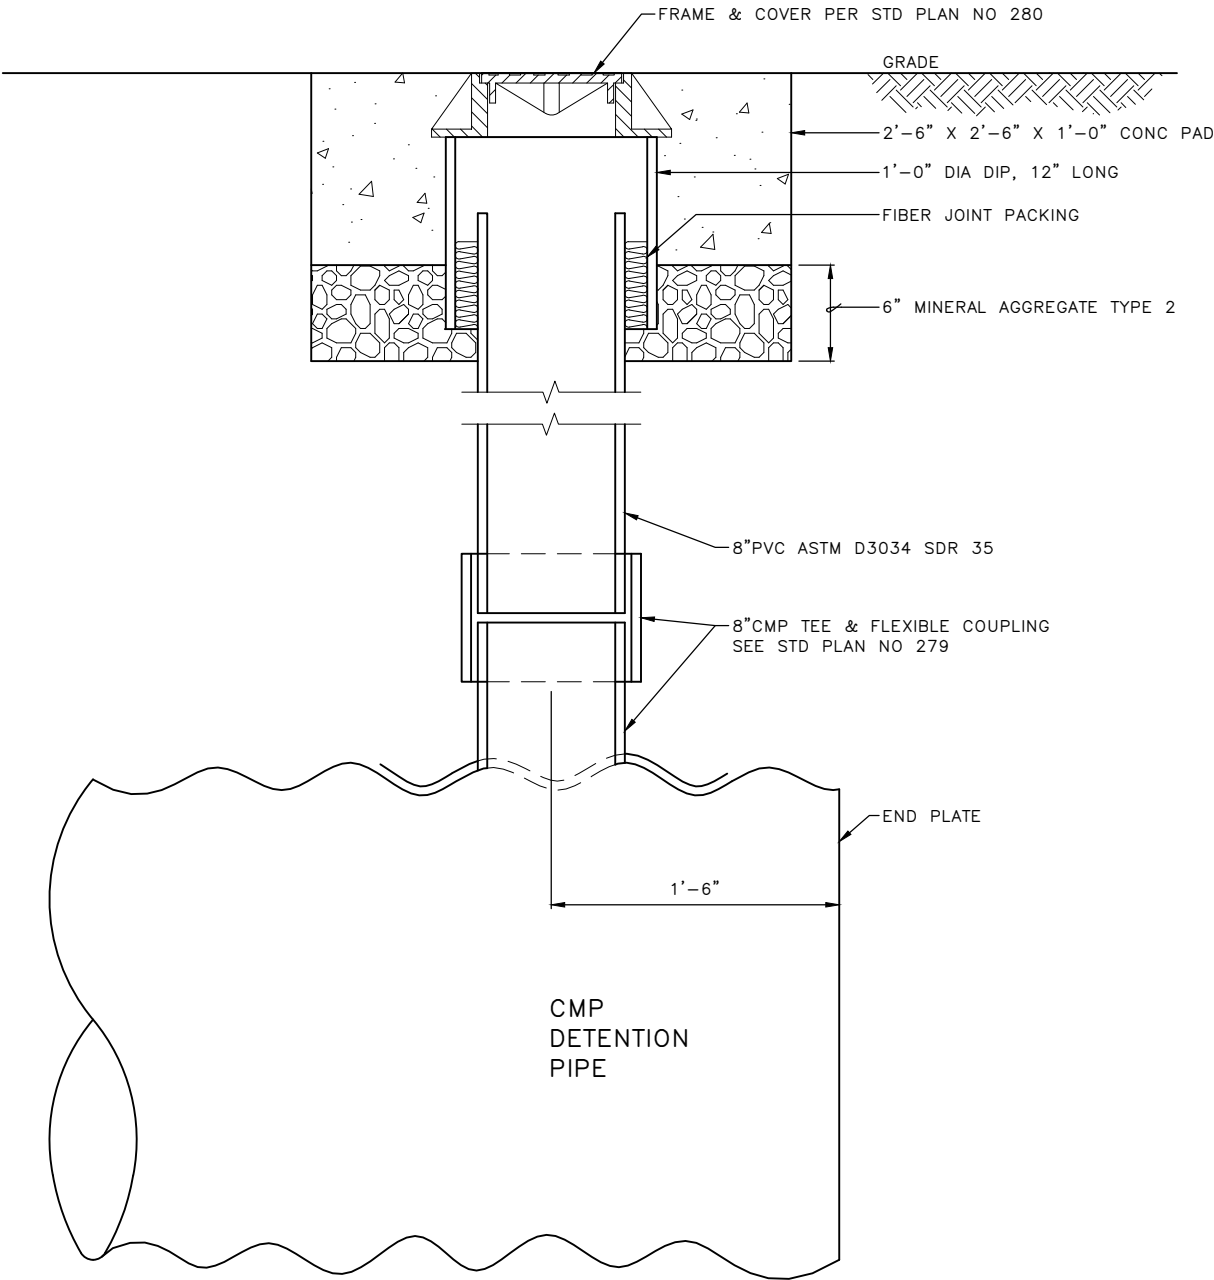 FRAME & COVER PER STD PLAN NO 280
GRADE
2'-6" X 2'-6" X 1'-0" CONC PAD
1'-0" DIA DIP, 12" LONG
FIBER JOINT PACKING
6" MINERAL AGGREGATE TYPE 2
8"PVC ASTM D3034 SDR 35
8"CMP TEE & FLEXIBLE COUPLING
SEE STD PLAN NO 279
END PLATE
1'-6"
CMP
DETENTION
PIPE